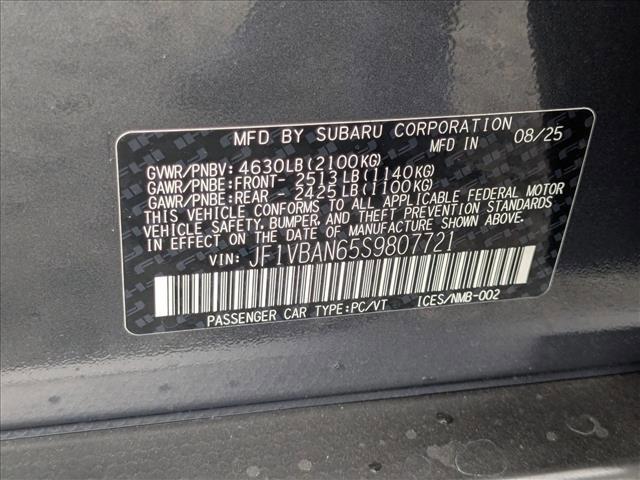 MFD BY SUBARU CORPORATION
MFD IN 08/25
GVWR/PNBV: 4630LB(2100KG)
GAWR/PNBE:FRONT- 2513LB(1140KG)
GAWR/PNBE:REAR - 2425LB(1100KG)
THIS VEHICLE CONFORMS TO ALL APPLICABLE FEDERAL MOTOR
VEHICLE SAFETY, BUMPER, AND THEFT PREVENTION STANDARDS
IN EFFECT ON THE DATE OF MANUFACTURE SHOWN ABOVE.
VIN: JF1VBAN65S9807721
PASSENGER CAR TYPE:PC/VT ICES/NMB-002